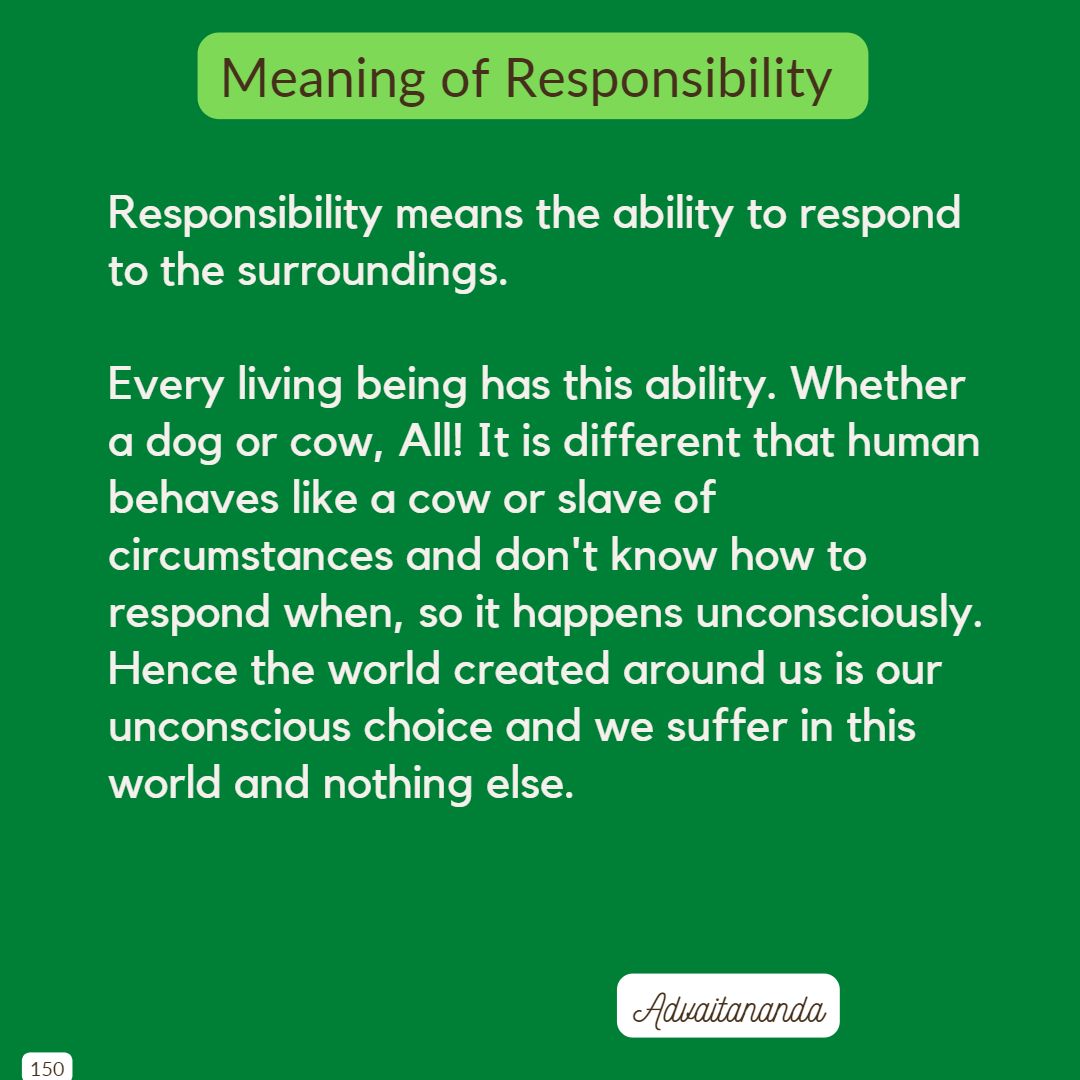 Meaning of Responsibility
Responsibility means the ability to respond
to the surroundings.
Every living being has this ability. Whether
a dog or cow, All! It is different that human
behaves like a cow or slave of
circumstances and don't know how to
respond when, so it happens unconsciously.
Hence the world created around us is our
unconscious choice and we suffer in this
world and nothing else.
Advaitananda
150